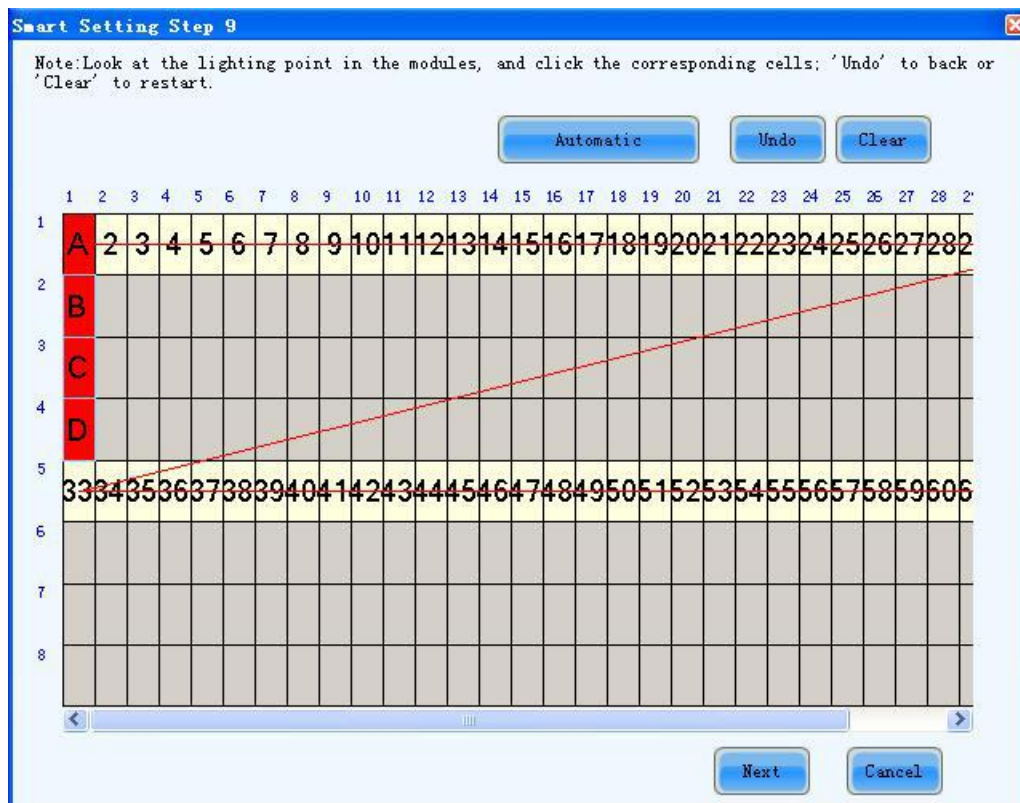 Smart Setting Step 9
Note:Look at the lighting point in the modules, and click the corresponding cells; 'Undo' to back or
'Clear' to restart.
Automatic Undo Clear
1 2 3 4 5 6 7 8 9 10 11 12 13 14 15 16 17 18 19 20 21 22 23 24 25 26 27 28
1 A 2 3 4 5 6 7 8 9 10 11 12 13 14 15 16 17 18 19 20 21 22 23 24 25 26 27 28 2
2 B
3 C
4 D
5 33 34 35 36 37 38 39 40 41 42 43 44 45 46 47 48 49 50 51 52 53 54 55 56 57 58 59 60 6
6
7
8
Next Cancel